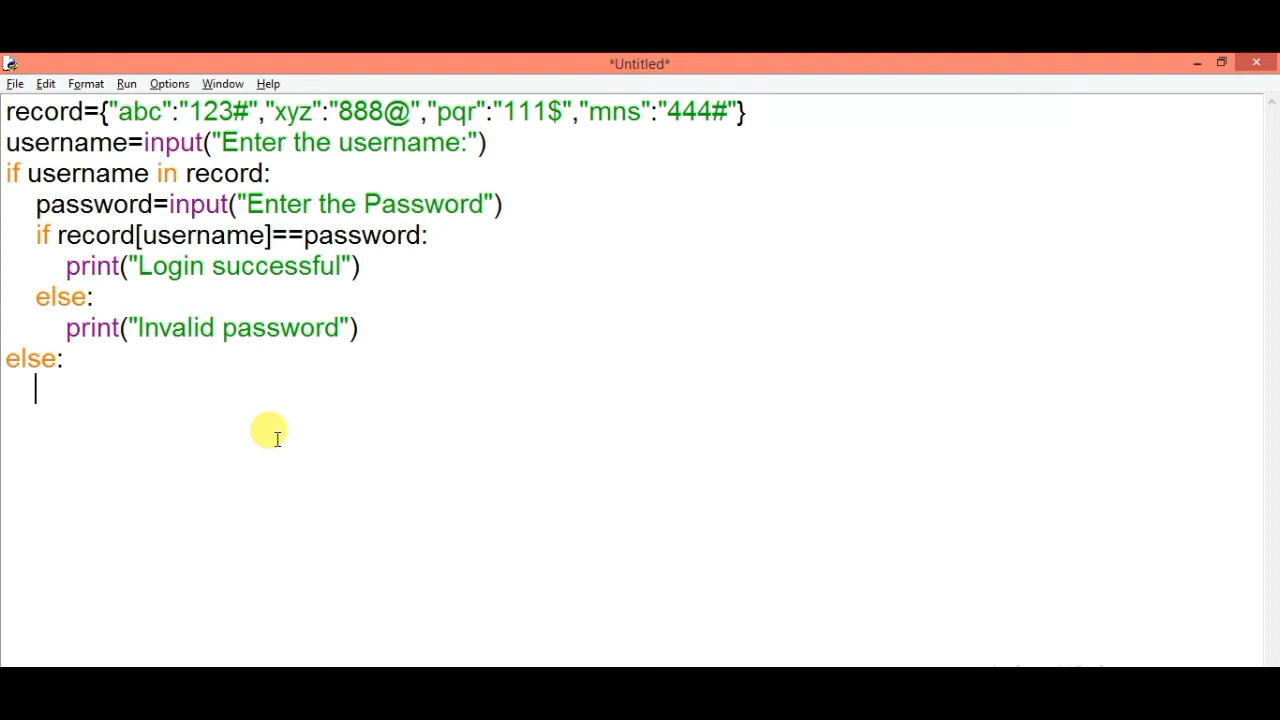 *Untitled*
File Edit Format Run Options Window Help
record={"abc":"123#","xyz":"888@","pqr":"111$","mns":"444#"}
username=input("Enter the username:")
if username in record:
    password=input("Enter the Password")
    if record[username]==password:
        print("Login successful")
    else:
        print("Invalid password")
else: